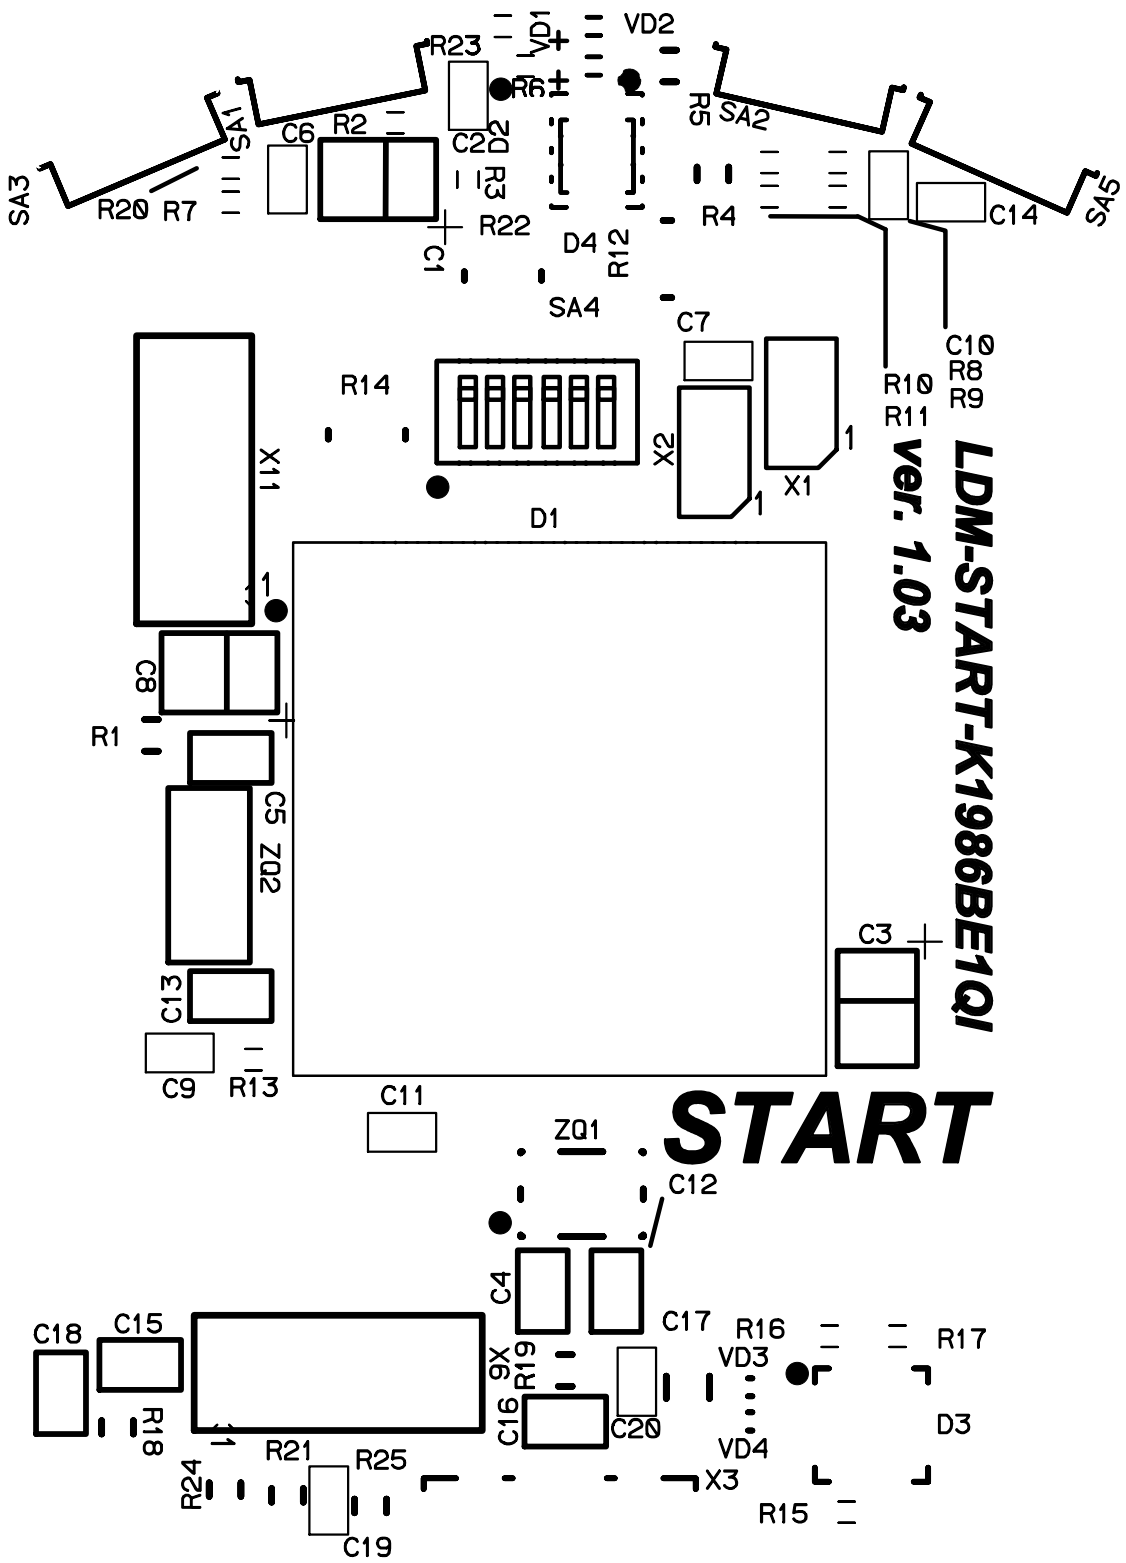 VD1
VD2
R23
R6
SA1
C6
R2
C2
D2
R5
SA2
SA3
R20
R7
R3
R22
C1
D4
R12
R4
C14
SA5
SA4
C7
C10
R8
R9
R10
R11
R14
X11
X2
X1
1
1
D1
1
ver. 1.03
LDM-START-K1986BE1QI
C8
R1
C5
ZQ2
C13
C3
C9
R13
C11
START
ZQ1
C12
C4
C18
C15
C17
R16
R17
X6
R19
VD3
R18
1
C16
C20
D3
R21
R25
VD4
R24
X3
R15
C19